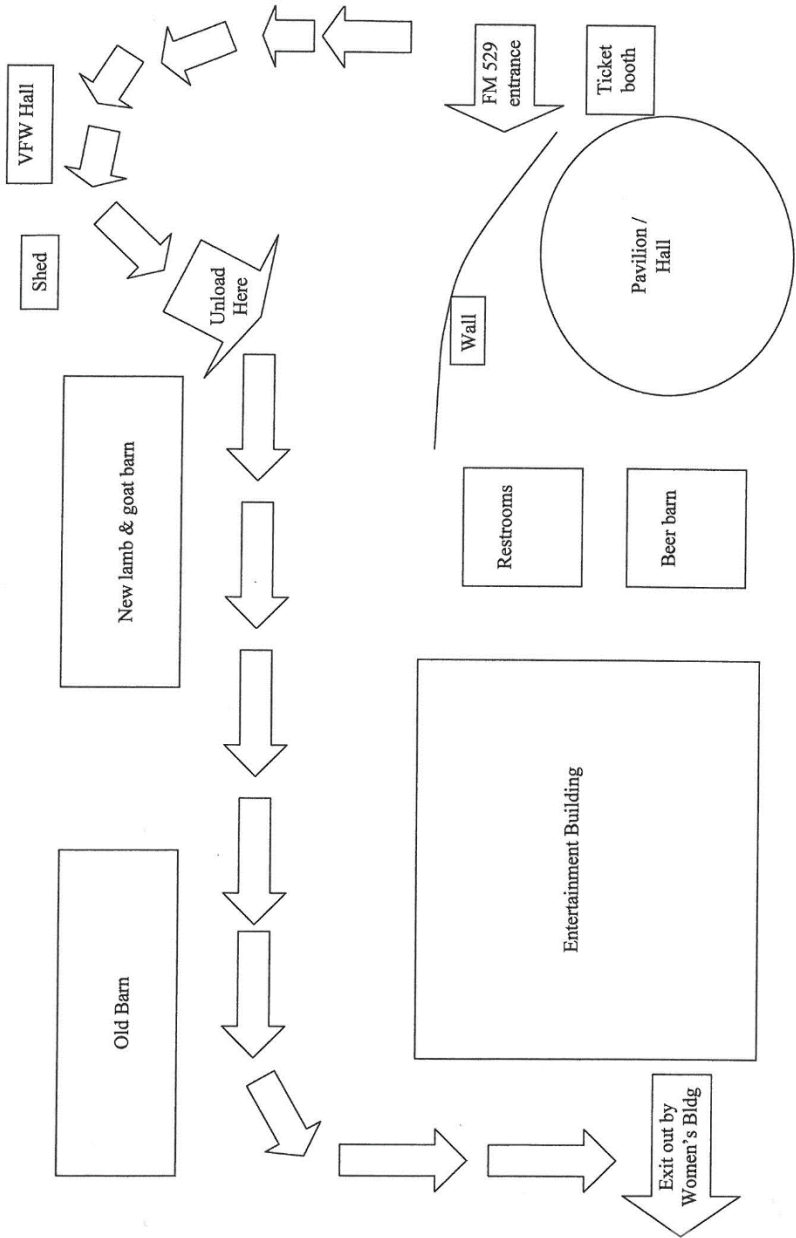 VFW Hall
Shed
New lamb & goat barn
Old Barn
Unload
Here
FM 529
entrance
Wall
Restrooms
Entertainment Building
Ticket
booth
Pavilion /
Hall
Beer barn
Exit out by
Women's Bldg